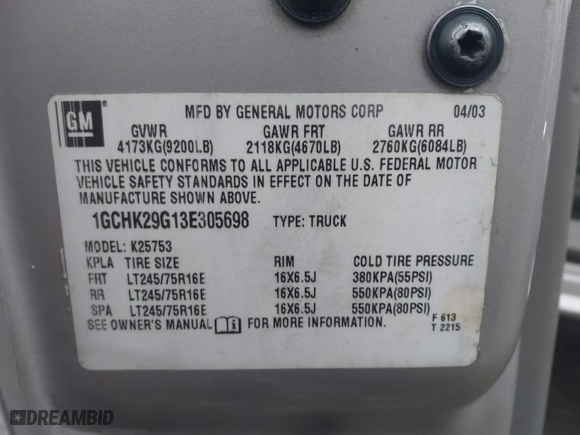 GM
MFD BY GENERAL MOTORS CORP 04/03
GVWR GAWR FRT GAWR RR
4173KG(9200LB) 2118KG(4670LB) 2760KG(6084LB)
THIS VEHICLE CONFORMS TO ALL APPLICABLE U.S. FEDERAL MOTOR
VEHICLE SAFETY STANDARDS IN EFFECT ON THE DATE OF
MANUFACTURE SHOWN ABOVE.
1GCHK29G13E305698 TYPE: TRUCK
MODEL: K25753
KPLA TIRE SIZE RIM COLD TIRE PRESSURE
FRT LT245/75R16E 16X6.5J 380KPA(55PSI)
RR LT245/75R16E 16X6.5J 550KPA(80PSI)
SPA LT245/75R16E 16X6.5J 550KPA(80PSI)
SEE OWNER'S MANUAL FOR MORE INFORMATION.
F 613
T 2215
DREAMBID